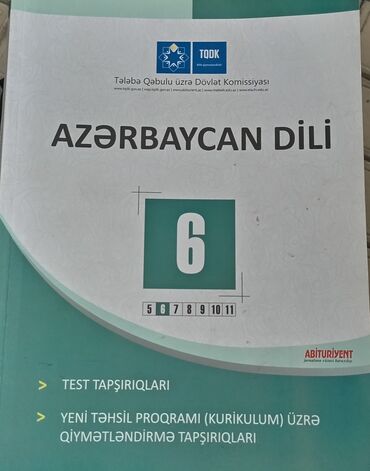 TQDK
Tələbə Qəbulu üzrə Dövlət Komissiyası
AZƏRBAYCAN DİLİ
6
5 6 7 8 9 10 11
ABİTURİYENT
> TEST TAPŞIRIQLARI
> YENİ TƏHSİL PROQRAMI (KURİKULUM) ÜZRƏ
QİYMƏTLƏNDİRMƏ TAPŞIRIQLARI